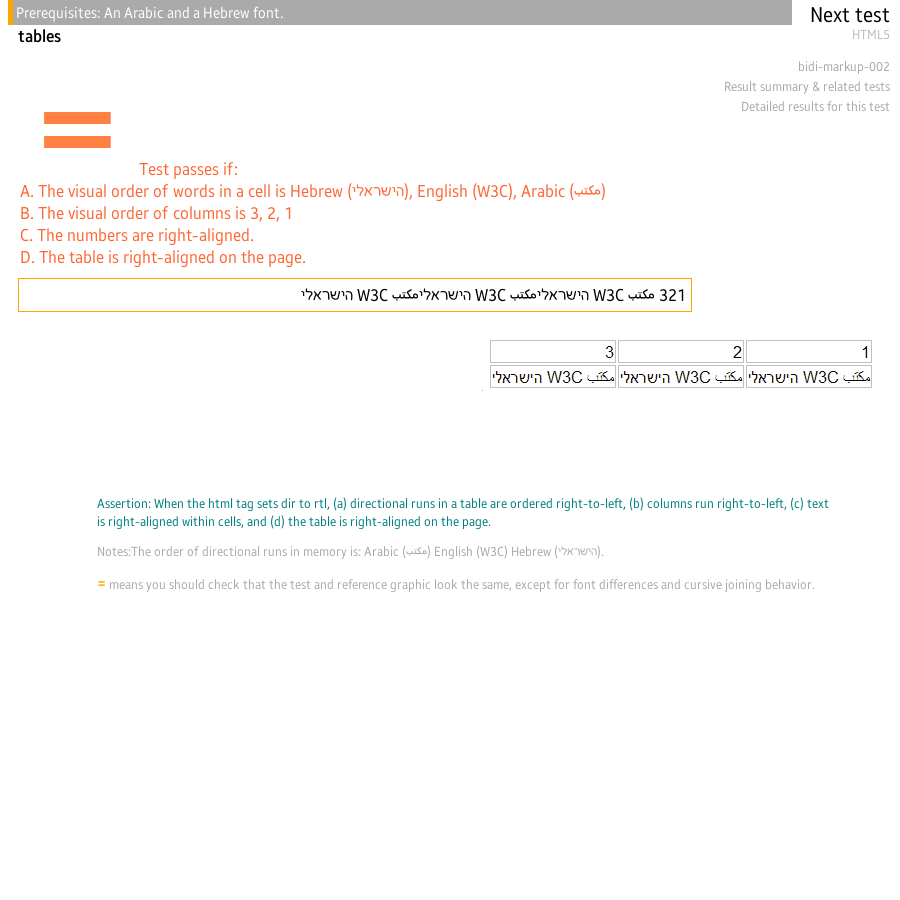 Prerequisites: An Arabic and a Hebrew font.
Next test
tables
HTML5
bidi-markup-002
Result summary & related tests
Detailed results for this test
=
Test passes if:
A. The visual order of words in a cell is Hebrew (הישראלי), English (W3C), Arabic (مكتب)
B. The visual order of columns is 3, 2, 1
C. The numbers are right-aligned.
D. The table is right-aligned on the page.
321 مكتب W3C הישראליمكتب W3C הישראליمكتب W3C הישראלי
1 2 3
مكتب W3C הישראלי مكتب W3C הישראלי مكتب W3C הישראלי
Assertion: When the html tag sets dir to rtl, (a) directional runs in a table are ordered right-to-left, (b) columns run right-to-left, (c) text
is right-aligned within cells, and (d) the table is right-aligned on the page.
Notes:The order of directional runs in memory is: Arabic (مكتب) English (W3C) Hebrew (הישראלי).
= means you should check that the test and reference graphic look the same, except for font differences and cursive joining behavior.